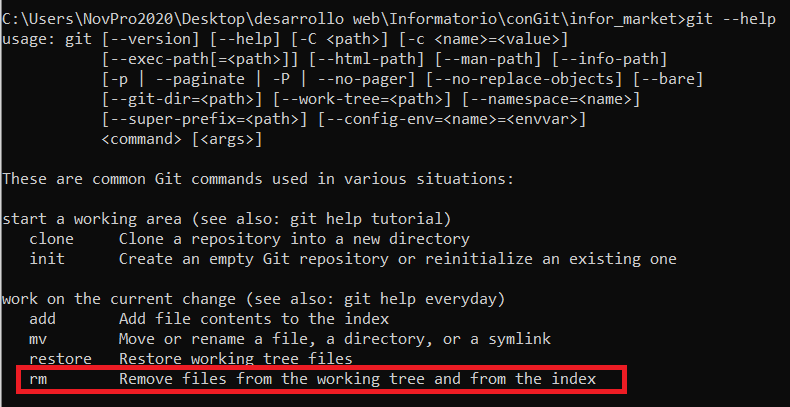 C:\Users\NovPro2020\Desktop\desarrollo web\Informatorio\conGit\infor_market>git --help
usage: git [--version] [--help] [-C <path>] [-c <name>=<value>]
           [--exec-path[=<path>]] [--html-path] [--man-path] [--info-path]
           [-p | --paginate | -P | --no-pager] [--no-replace-objects] [--bare]
           [--git-dir=<path>] [--work-tree=<path>] [--namespace=<name>]
           [--super-prefix=<path>] [--config-env=<name>=<envvar>]
           <command> [<args>]

These are common Git commands used in various situations:

start a working area (see also: git help tutorial)
   clone     Clone a repository into a new directory
   init      Create an empty Git repository or reinitialize an existing one

work on the current change (see also: git help everyday)
   add       Add file contents to the index
   mv        Move or rename a file, a directory, or a symlink
   restore   Restore working tree files
   rm        Remove files from the working tree and from the index